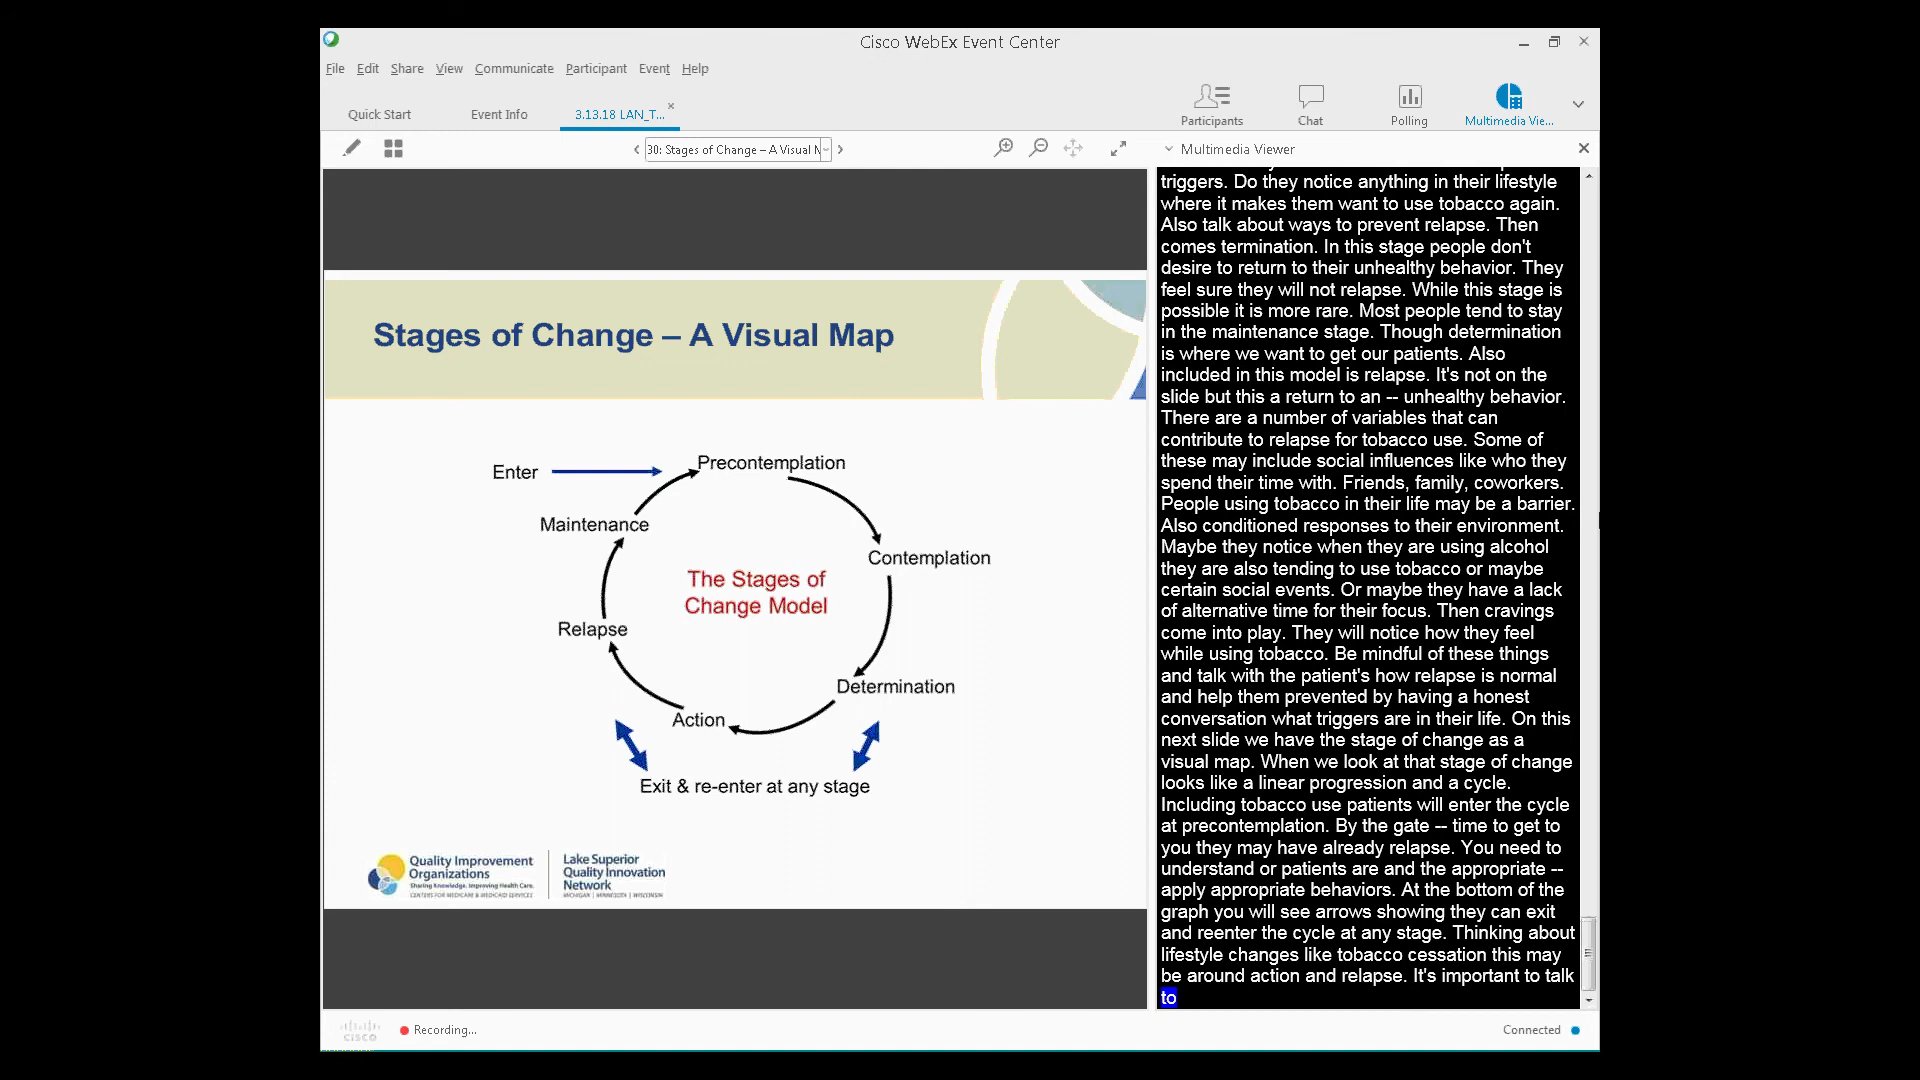 Cisco WebEx Event Center
File Edit Share View Communicate Participant Event Help
Quick Start Event Info 3.13.18 LAN_T...
Participants Chat Polling Multimedia Vie...
30: Stages of Change – A Visual M
Multimedia Viewer
Stages of Change – A Visual Map
Enter
Precontemplation
Maintenance
Contemplation
The Stages of
Change Model
Relapse
Determination
Action
Exit & re-enter at any stage
Quality Improvement
Organizations
Sharing Knowledge. Improving Health Care.
CENTERS FOR MEDICARE & MEDICAID SERVICES
Lake Superior
Quality Innovation
Network
MICHIGAN | MINNESOTA | WISCONSIN
triggers. Do they notice anything in their lifestyle
where it makes them want to use tobacco again.
Also talk about ways to prevent relapse. Then
comes termination. In this stage people don't
desire to return to their unhealthy behavior. They
feel sure they will not relapse. While this stage is
possible it is more rare. Most people tend to stay
in the maintenance stage. Though determination
is where we want to get our patients. Also
included in this model is relapse. It's not on the
slide but this a return to an -- unhealthy behavior.
There are a number of variables that can
contribute to relapse for tobacco use. Some of
these may include social influences like who they
spend their time with. Friends, family, coworkers.
People using tobacco in their life may be a barrier.
Also conditioned responses to their environment.
Maybe they notice when they are using alcohol
they are also tending to use tobacco or maybe
certain social events. Or maybe they have a lack
of alternative time for their focus. Then cravings
come into play. They will notice how they feel
while using tobacco. Be mindful of these things
and talk with the patient's how relapse is normal
and help them prevented by having a honest
conversation what triggers are in their life. On this
next slide we have the stage of change as a
visual map. When we look at that stage of change
looks like a linear progression and a cycle.
Including tobacco use patients will enter the cycle
at precontemplation. By the gate -- time to get to
you they may have already relapse. You need to
understand or patients are and the appropriate --
apply appropriate behaviors. At the bottom of the
graph you will see arrows showing they can exit
and reenter the cycle at any stage. Thinking about
lifestyle changes like tobacco cessation this may
be around action and relapse. It's important to talk
to
cisco
Recording...
Connected